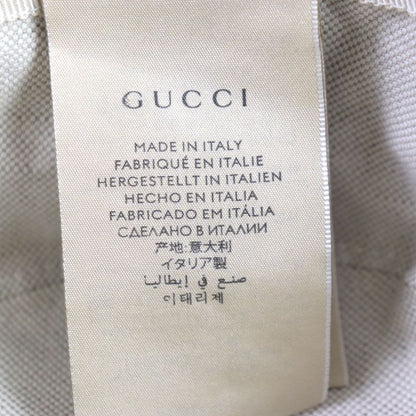 GUCCI
MADE IN ITALY
FABRIQUÉ EN ITALIE
HERGESTELLT IN ITALIEN
HECHO EN ITALIA
FABRICADO EM ITÁLIA
СДЕЛАНО В ИТАЛИИ
产地:意大利
イタリア製
صنع في إيطاليا
이태리제